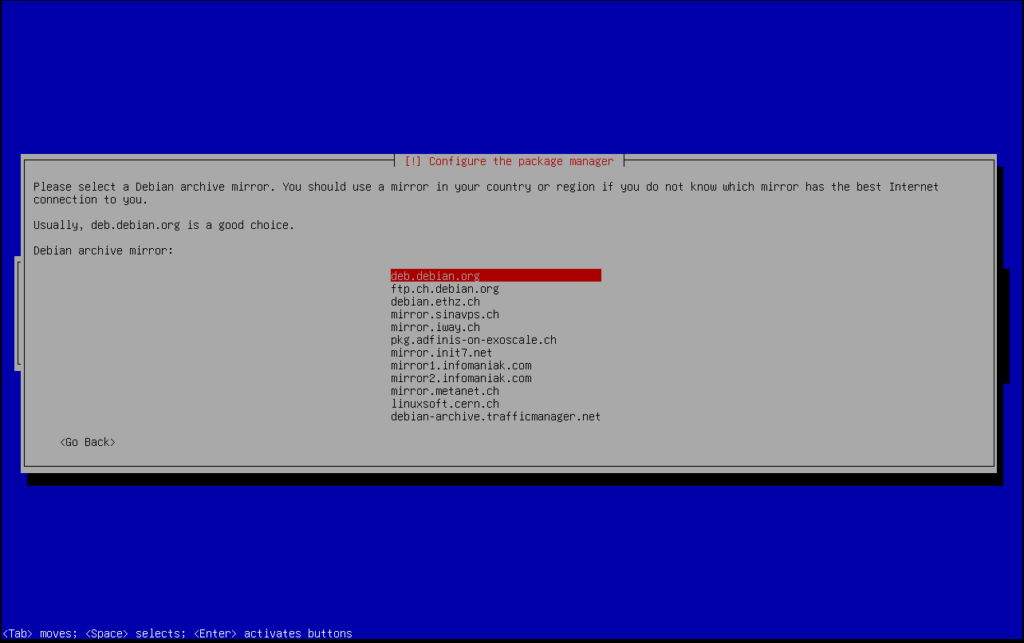 [!] Configure the package manager
Please select a Debian archive mirror. You should use a mirror in your country or region if you do not know which mirror has the best Internet
connection to you.
Usually, deb.debian.org is a good choice.
Debian archive mirror:
deb.debian.org
ftp.ch.debian.org
debian.ethz.ch
mirror.sinavps.ch
mirror.iway.ch
pkg.adfinis-on-exoscale.ch
mirror.init7.net
mirror1.infomaniak.com
mirror2.infomaniak.com
mirror.metanet.ch
linuxsoft.cern.ch
debian-archive.trafficmanager.net
<Go Back>
<Tab> moves; <Space> selects; <Enter> activates buttons